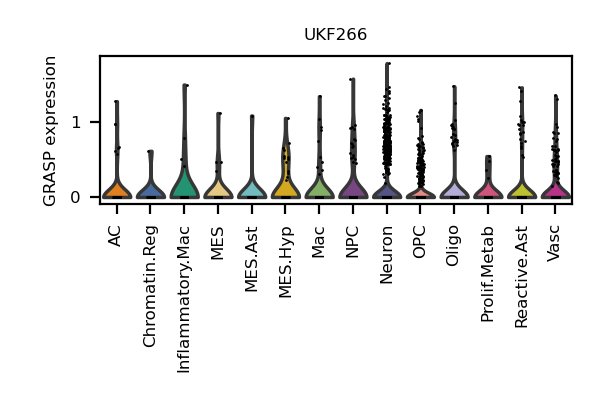 UKF266
GRASP expression
1
0
AC
Chromatin.Reg
Inflammatory.Mac
MES
MES.Ast
MES.Hyp
Mac
NPC
Neuron
OPC
Oligo
Prolif.Metab
Reactive.Ast
Vasc